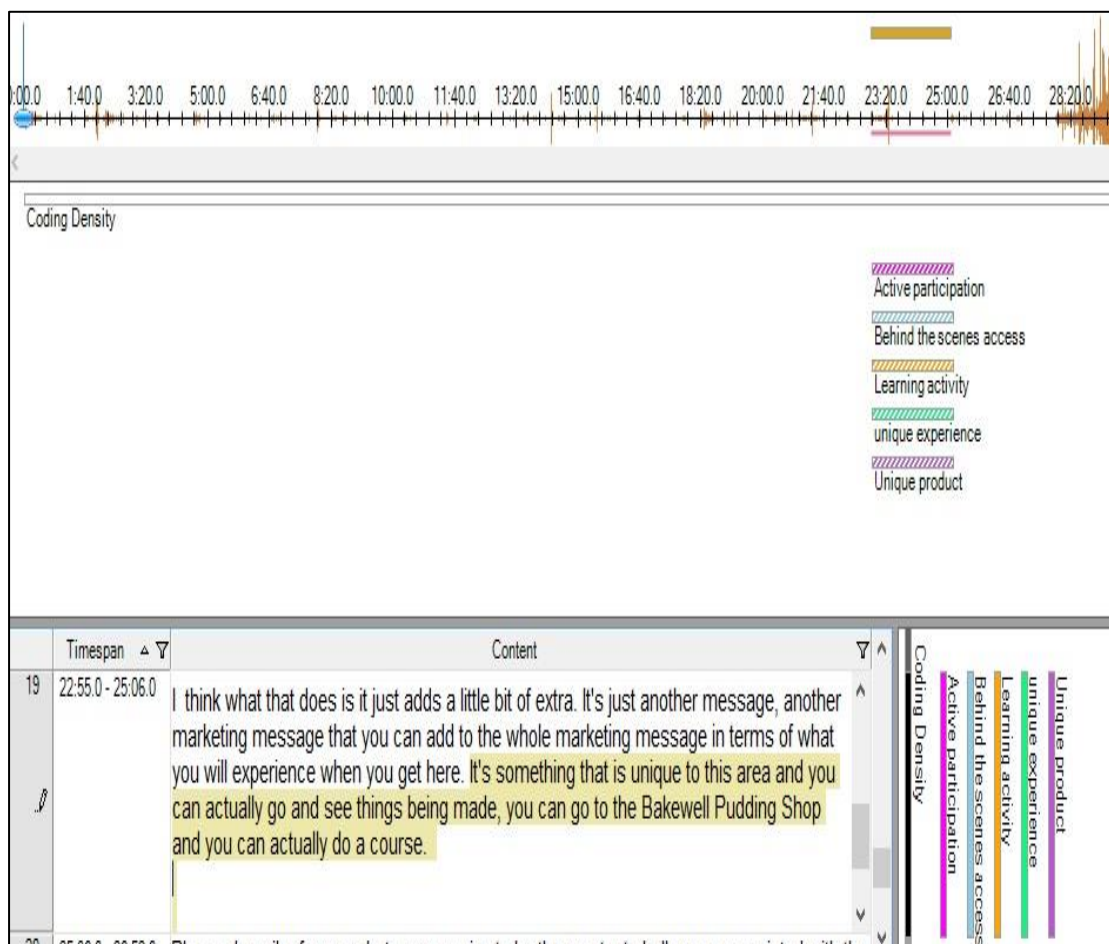 0:00.0 1:40.0 3:20.0 5:00.0 6:40.0 8:20.0 10:00.0 11:40.0 13:20.0 15:00.0 16:40.0 18:20.0 20:00.0 21:40.0 23:20.0 25:00.0 26:40.0 28:20.0
Coding Density
Active participation
Behind the scenes access
Learning activity
unique experience
Unique product
Timespan Content
19 22:55.0 - 25:06.0
I think what that does is it just adds a little bit of extra. It's just another message, another
marketing message that you can add to the whole marketing message in terms of what
you will experience when you get here. It's something that is unique to this area and you
can actually go and see things being made, you can go to the Bakewell Pudding Shop
and you can actually do a course.
Coding Density
Active participation
Behind the scenes access
Learning activity
unique experience
Unique product